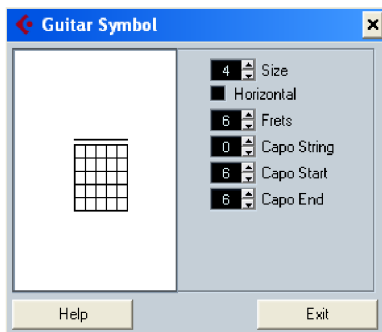 Guitar Symbol
4 Size
Horizontal
6 Frets
0 Capo String
6 Capo Start
6 Capo End
Help Exit